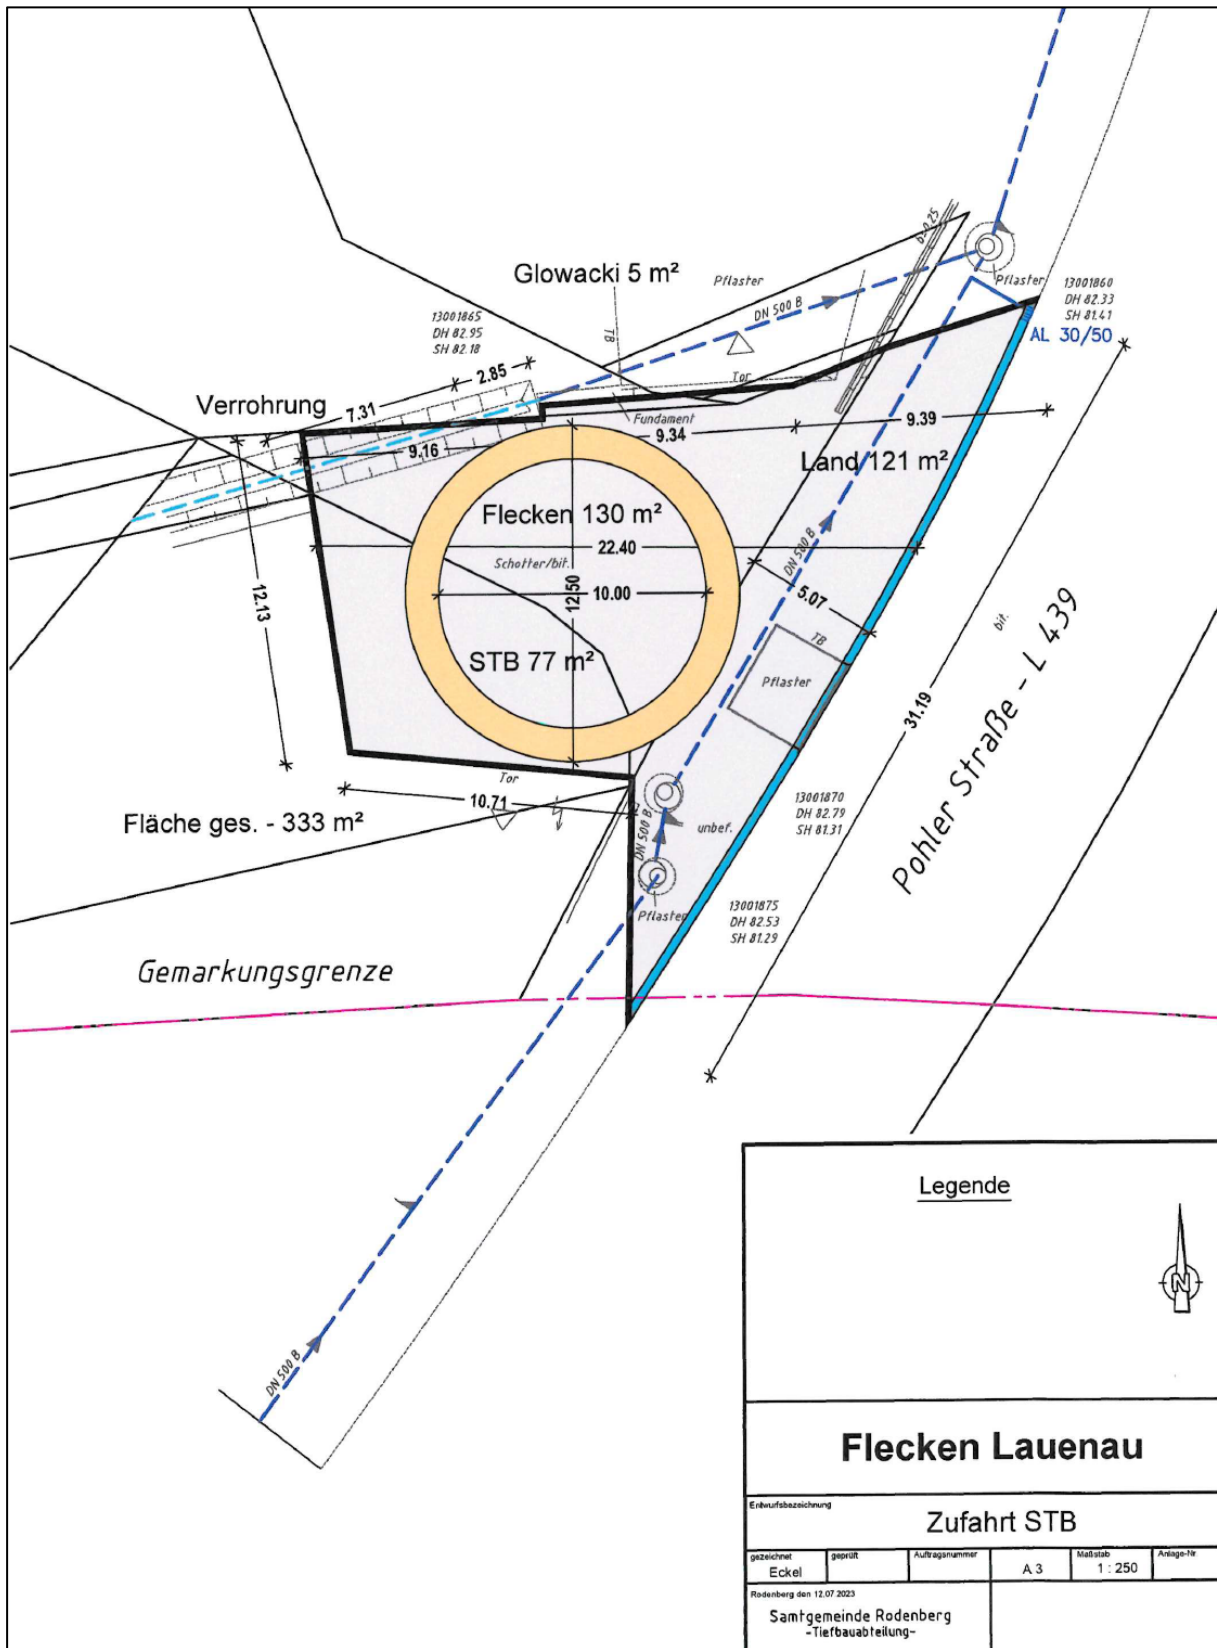 b=0.25
Glowacki 5 m²
Pflaster
Pflaster
13001860
DH 82.33
SH 81.41
AL 30/50
13001865
DH 82.95
SH 82.18
DN 500 B
TB
2.85
Tor
Verrohrung
7.31
Fundament
9.34
9.39
9.16
Land 121 m²
Flecken 130 m²
22.40
Schotter/bit.
DN 500 B
12.50
10.00
5.07
12.13
STB 77 m²
TB
Pflaster
bit.
Pohler Straße - L 439
31.19
Tor
10.71
Fläche ges. - 333 m²
DN 500 B
unbef.
13001870
DH 82.79
SH 81.31
Pflaster
13001875
DH 82.53
SH 81.29
Gemarkungsgrenze
DN 500 B
Legende
N
Flecken Lauenau
Entwurfsbezeichnung
Zufahrt STB
gezeichnet geprüft Auftragsnummer Maßstab Anlage-Nr.
Eckel A 3 1 : 250
Rodenberg den 12.07.2023
Samtgemeinde Rodenberg
-Tiefbauabteilung-